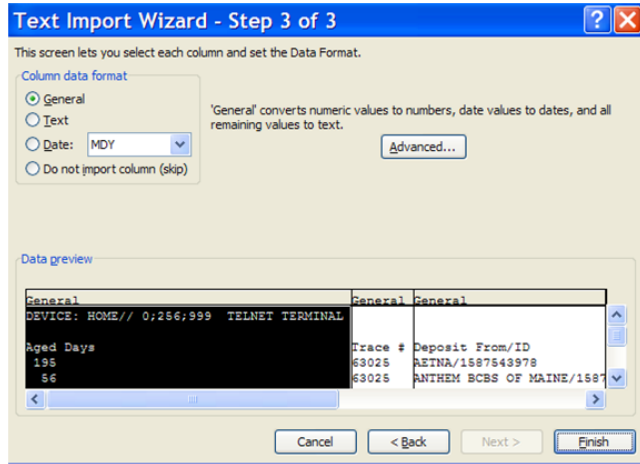 Text Import Wizard - Step 3 of 3
This screen lets you select each column and set the Data Format.
Column data format
General
Text
Date: MDY
Do not import column (skip)
'General' converts numeric values to numbers, date values to dates, and all
remaining values to text.
Advanced...
Data preview
General General General
DEVICE: HOME// 0;256;999 TELNET TERMINAL
Aged Days Trace # Deposit From/ID
195 63025 AETNA/1587543978
56 63025 ANTHEM BCBS OF MAINE/1587
Cancel < Back Next > Finish